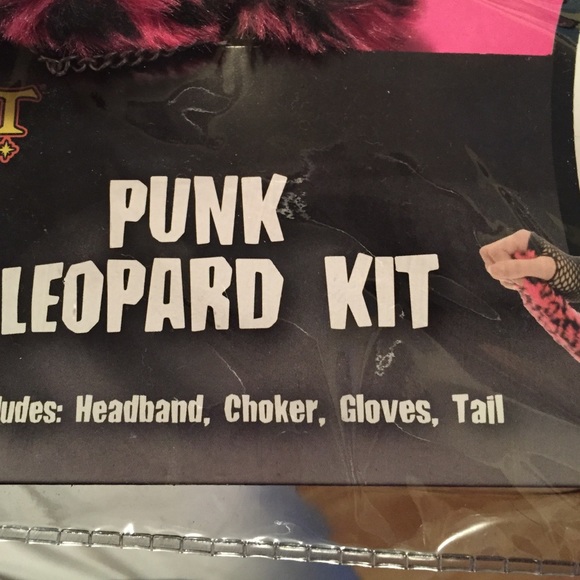 PUNK
LEOPARD KIT
Headband, Choker, Gloves, Tail